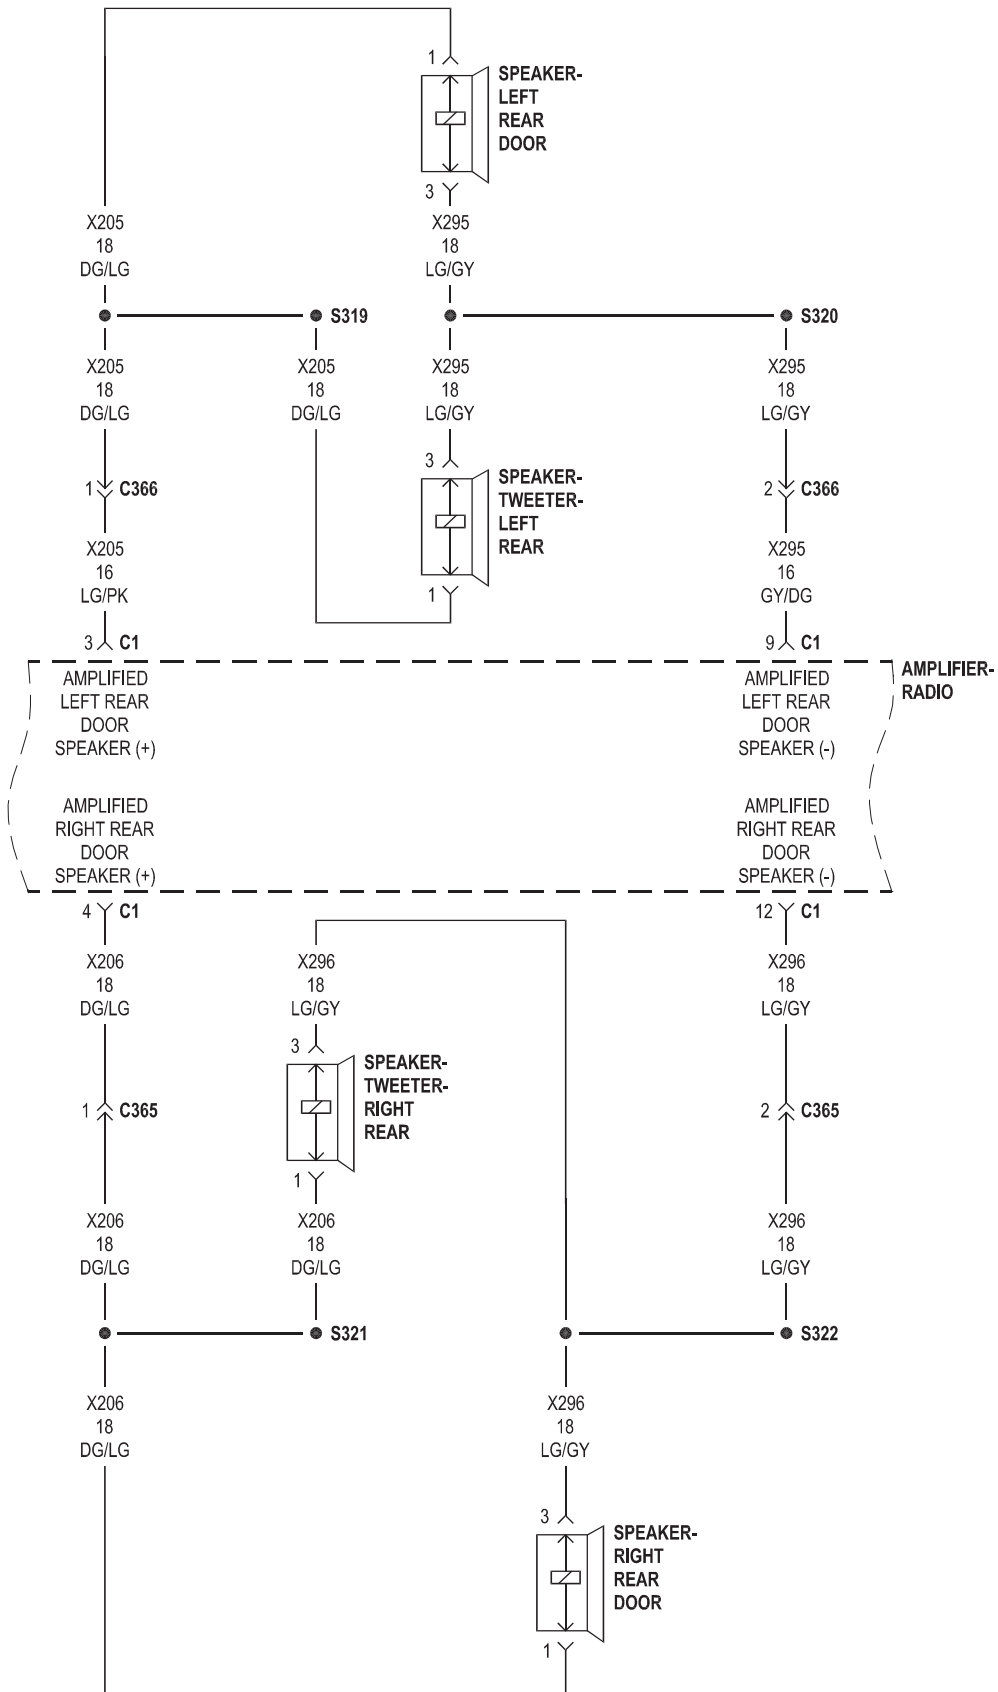 1
SPEAKER-
LEFT
REAR
DOOR
3
X205
18
DG/LG
X295
18
LG/GY
S319
S320
X205
18
DG/LG
X205
18
DG/LG
X295
18
LG/GY
X295
18
LG/GY
3
SPEAKER-
TWEETER-
LEFT
REAR
1
1 C366
2 C366
X205
16
LG/PK
X295
16
GY/DG
3 C1
9 C1
AMPLIFIER-
RADIO
AMPLIFIED
LEFT REAR
DOOR
SPEAKER (+)
AMPLIFIED
LEFT REAR
DOOR
SPEAKER (-)
AMPLIFIED
RIGHT REAR
DOOR
SPEAKER (+)
AMPLIFIED
RIGHT REAR
DOOR
SPEAKER (-)
4 C1
12 C1
X206
18
DG/LG
X296
18
LG/GY
X296
18
LG/GY
3
SPEAKER-
TWEETER-
RIGHT
REAR
1
1 C365
2 C365
X206
18
DG/LG
X206
18
DG/LG
X296
18
LG/GY
S321
S322
X206
18
DG/LG
X296
18
LG/GY
3
SPEAKER-
RIGHT
REAR
DOOR
1